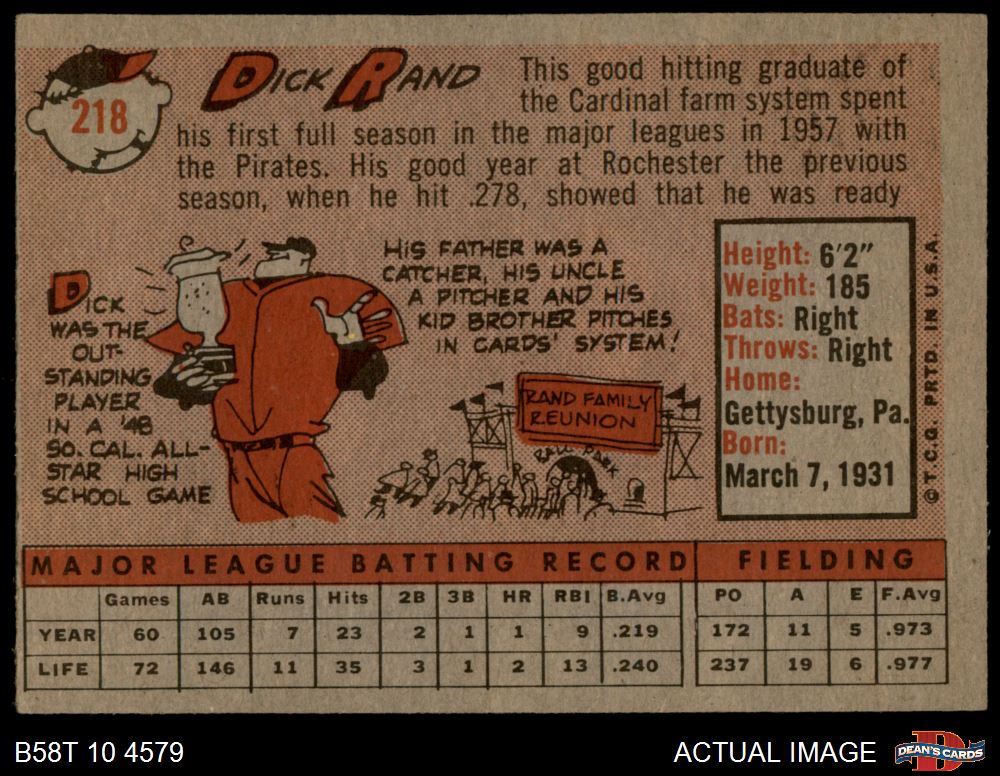 218
DICK RAND
This good hitting graduate of
the Cardinal farm system spent
his first full season in the major leagues in 1957 with
the Pirates. His good year at Rochester the previous
season, when he hit .278, showed that he was ready
DICK
WAS THE
OUT-
STANDING
PLAYER
IN A '48
SO. CAL. ALL-
STAR HIGH
SCHOOL GAME
HIS FATHER WAS A
CATCHER, HIS UNCLE
A PITCHER AND HIS
KID BROTHER PITCHES
IN CARDS' SYSTEM!
RAND FAMILY
REUNION
BALL PARK
Height: 6'2"
Weight: 185
Bats: Right
Throws: Right
Home:
Gettysburg, Pa.
Born:
March 7, 1931
©T.C.G. PRTD. IN U.S.A.
MAJOR LEAGUE BATTING RECORD FIELDING
Games AB Runs Hits 2B 3B HR RBI B.Avg PO A E F.Avg
YEAR 60 105 7 23 2 1 1 9 .219 172 11 5 .973
LIFE 72 146 11 35 3 1 2 13 .240 237 19 6 .977
B58T 10 4579
ACTUAL IMAGE
DEAN'S CARDS